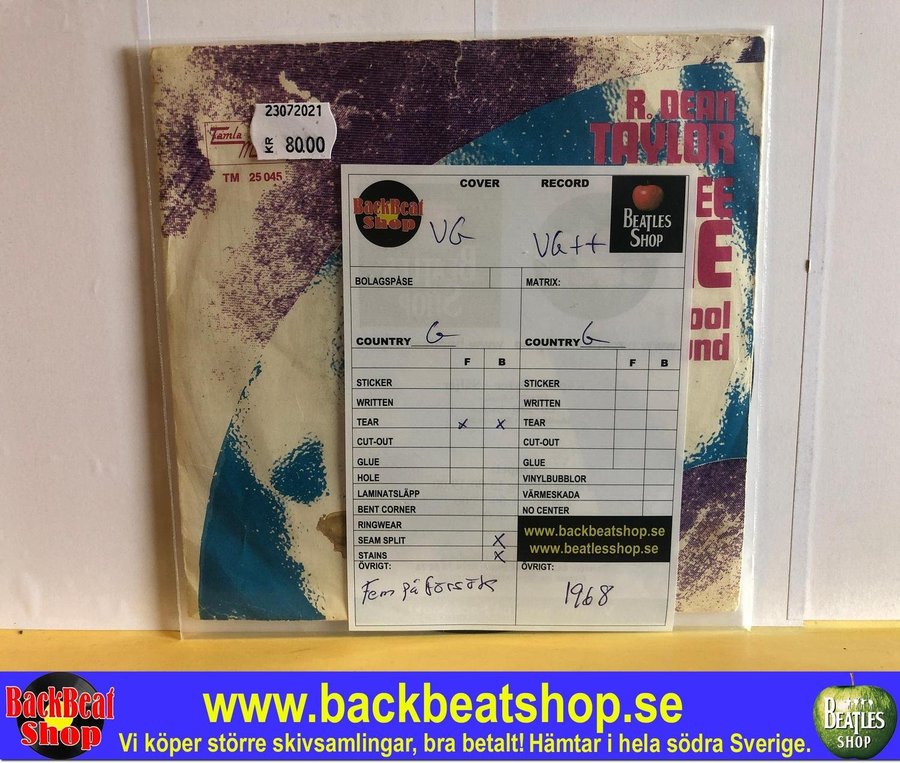 23072021
KR 80.00
Tamla
TM 25 045
R. DEAN
TAYLOR
EE
E
ool
und
COVER
RECORD
BackBeat
Shop
BEATLES
SHOP
VG
VG++
BOLAGSPÅSE
MATRIX:
COUNTRY G
COUNTRY G
F B
F B
STICKER
STICKER
WRITTEN
WRITTEN
TEAR x x
TEAR
CUT-OUT
CUT-OUT
GLUE
GLUE
HOLE
VINYLBUBBLOR
LAMINATSLÄPP
VÄRMESKADA
BENT CORNER
NO CENTER
RINGWEAR
SEAM SPLIT X
STAINS X
www.backbeatshop.se
www.beatlesshop.se
ÖVRIGT:
ÖVRIGT:
Fem på försök
1968
BackBeat
Shop
www.backbeatshop.se
Vi köper större skivsamlingar, bra betalt! Hämtar i hela södra Sverige.
BEATLES
SHOP